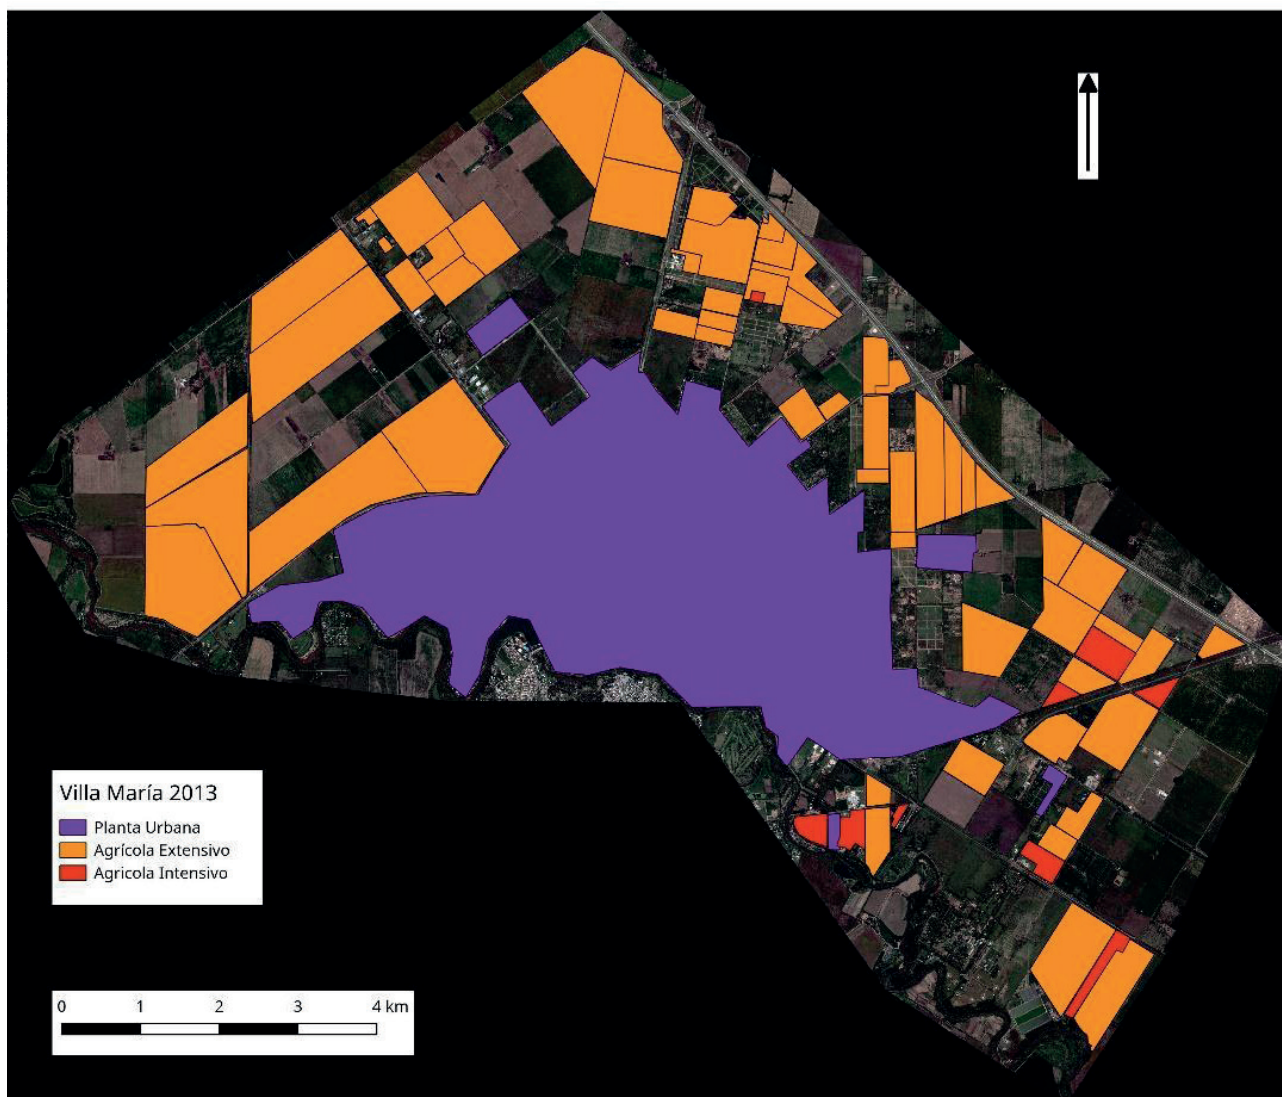 Villa María 2013
Planta Urbana
Agrícola Extensivo
Agricola Intensivo
0 1 2 3 4 km